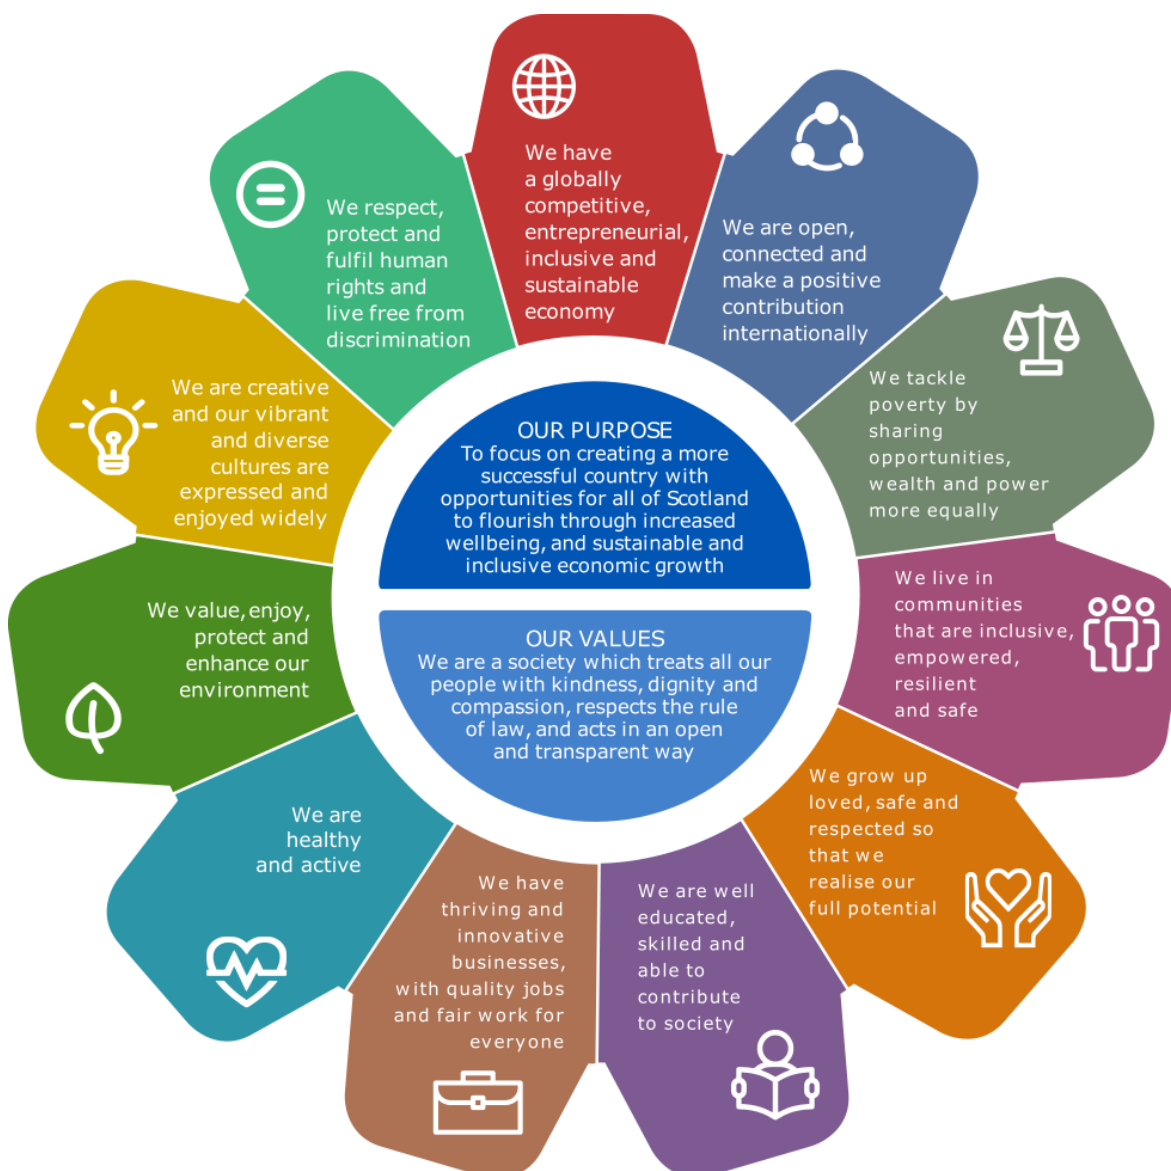 We have
a globally
competitive,
entrepreneurial,
inclusive and
sustainable
economy
We are open,
connected and
make a positive
contribution
internationally
We tackle
poverty by
sharing
opportunities,
wealth and power
more equally
We live in
communities
that are inclusive,
empowered,
resilient
and safe
We grow up
loved, safe and
respected so
that we
realise our
full potential
We are well
educated,
skilled and
able to
contribute
to society
We have
thriving and
innovative
businesses,
with quality jobs
and fair work for
everyone
We are
healthy
and active
We value, enjoy,
protect and
enhance our
environment
We are creative
and our vibrant
and diverse
cultures are
expressed and
enjoyed widely
We respect,
protect and
fulfil human
rights and
live free from
discrimination
OUR PURPOSE
To focus on creating a more
successful country with
opportunities for all of Scotland
to flourish through increased
wellbeing, and sustainable and
inclusive economic growth
OUR VALUES
We are a society which treats all our
people with kindness, dignity and
compassion, respects the rule
of law, and acts in an open
and transparent way